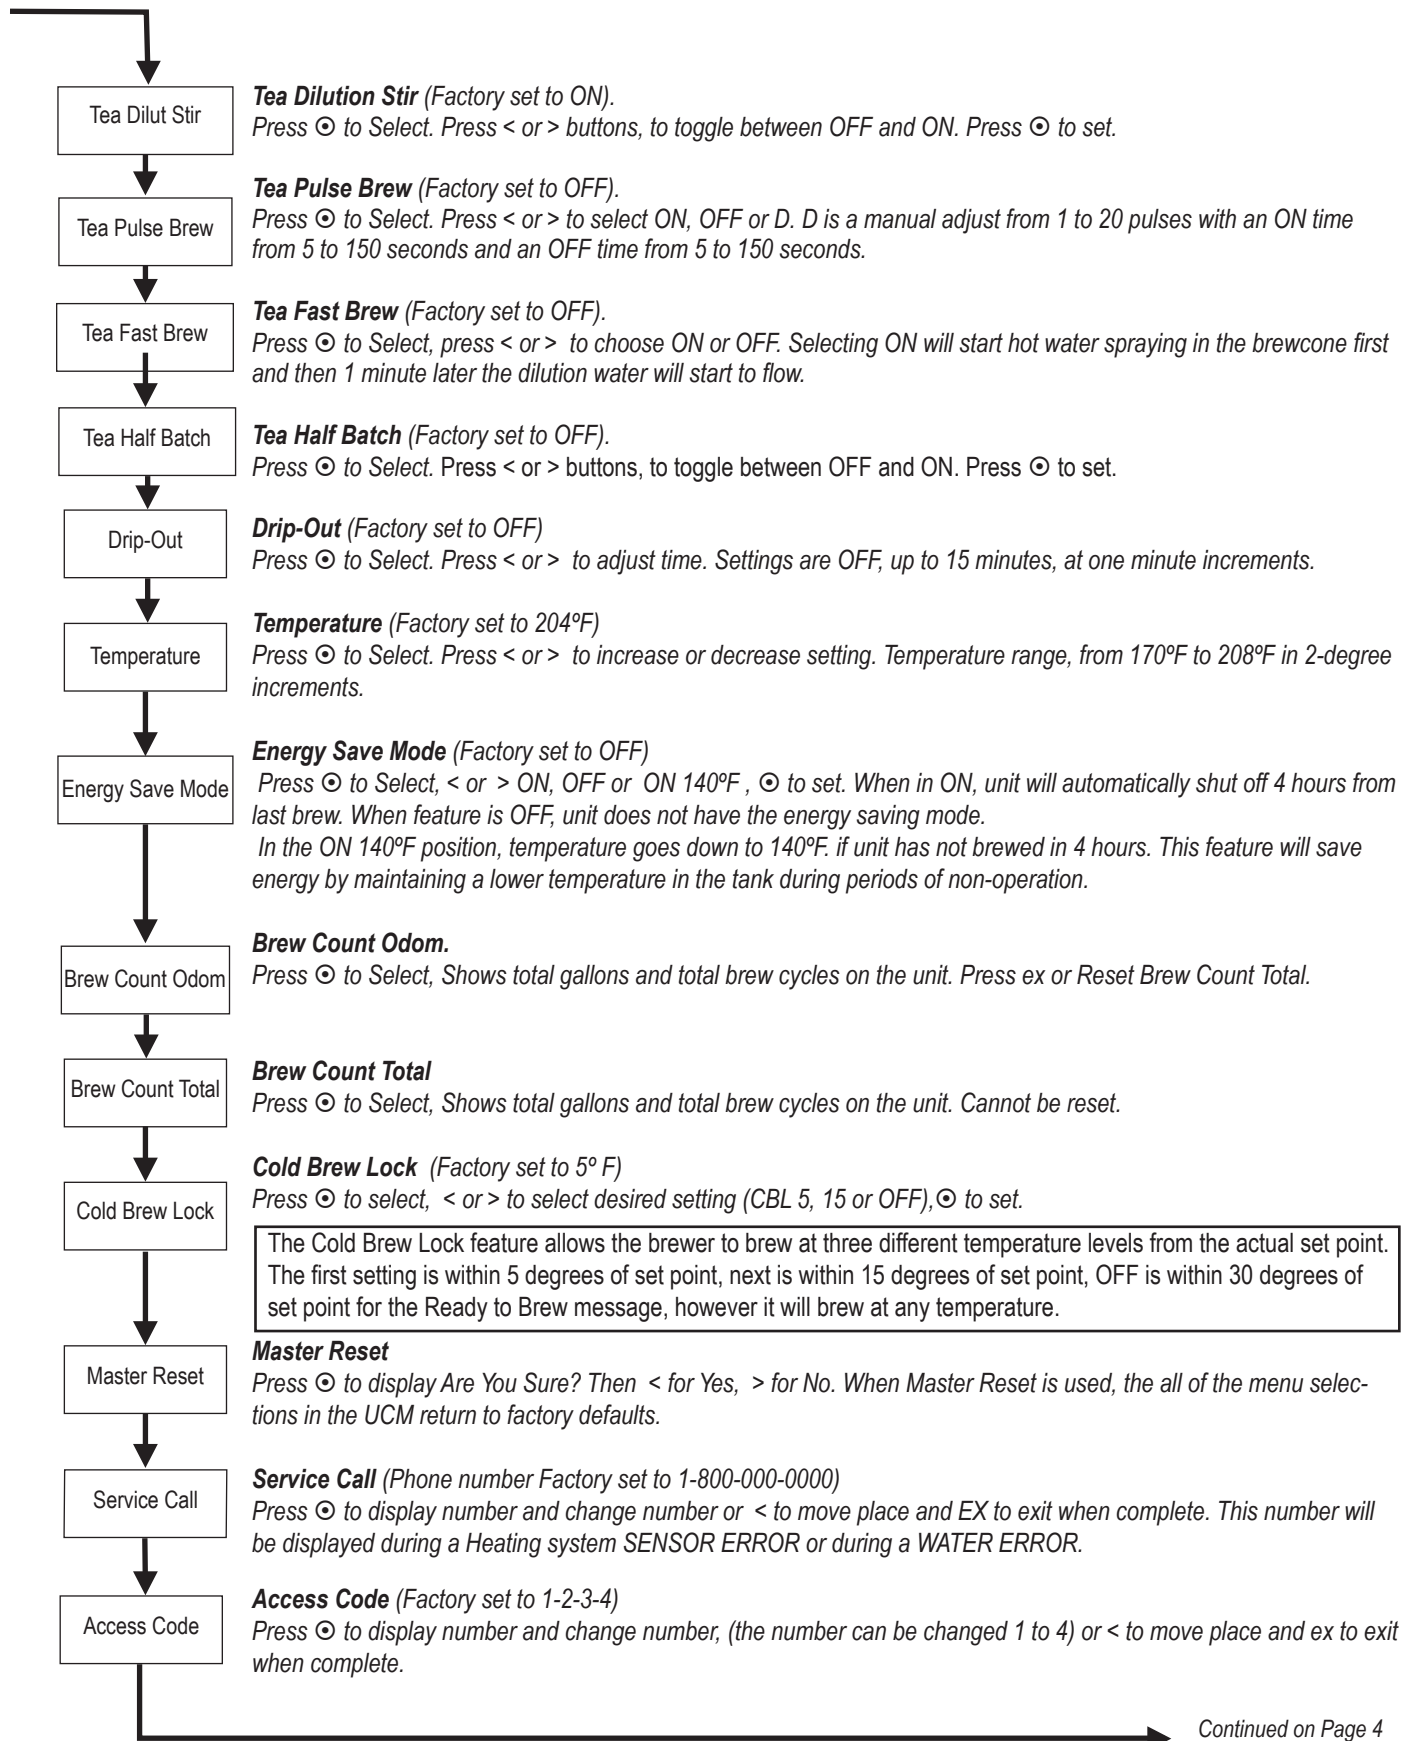 Tea Dilut Stir
Tea Dilution Stir (Factory set to ON).
Press ⊙ to Select. Press < or > buttons, to toggle between OFF and ON. Press ⊙ to set.
Tea Pulse Brew
Tea Pulse Brew (Factory set to OFF).
Press ⊙ to Select. Press < or > to select ON, OFF or D. D is a manual adjust from 1 to 20 pulses with an ON time
from 5 to 150 seconds and an OFF time from 5 to 150 seconds.
Tea Fast Brew
Tea Fast Brew (Factory set to OFF).
Press ⊙ to Select, press < or > to choose ON or OFF. Selecting ON will start hot water spraying in the brewcone first
and then 1 minute later the dilution water will start to flow.
Tea Half Batch
Tea Half Batch (Factory set to OFF).
Press ⊙ to Select. Press < or > buttons, to toggle between OFF and ON. Press ⊙ to set.
Drip-Out
Drip-Out (Factory set to OFF)
Press ⊙ to Select. Press < or > to adjust time. Settings are OFF, up to 15 minutes, at one minute increments.
Temperature
Temperature (Factory set to 204ºF)
Press ⊙ to Select. Press < or > to increase or decrease setting. Temperature range, from 170ºF to 208ºF in 2-degree
increments.
Energy Save Mode
Energy Save Mode (Factory set to OFF)
Press ⊙ to Select, < or > ON, OFF or ON 140ºF , ⊙ to set. When in ON, unit will automatically shut off 4 hours from
last brew. When feature is OFF, unit does not have the energy saving mode.
In the ON 140ºF position, temperature goes down to 140ºF. if unit has not brewed in 4 hours. This feature will save
energy by maintaining a lower temperature in the tank during periods of non-operation.
Brew Count Odom
Brew Count Odom.
Press ⊙ to Select, Shows total gallons and total brew cycles on the unit. Press ex or Reset Brew Count Total.
Brew Count Total
Brew Count Total
Press ⊙ to Select, Shows total gallons and total brew cycles on the unit. Cannot be reset.
Cold Brew Lock
Cold Brew Lock (Factory set to 5º F)
Press ⊙ to select, < or > to select desired setting (CBL 5, 15 or OFF),⊙ to set.
The Cold Brew Lock feature allows the brewer to brew at three different temperature levels from the actual set point.
The first setting is within 5 degrees of set point, next is within 15 degrees of set point, OFF is within 30 degrees of
set point for the Ready to Brew message, however it will brew at any temperature.
Master Reset
Master Reset
Press ⊙ to display Are You Sure? Then < for Yes, > for No. When Master Reset is used, the all of the menu selec-
tions in the UCM return to factory defaults.
Service Call
Service Call (Phone number Factory set to 1-800-000-0000)
Press ⊙ to display number and change number or < to move place and EX to exit when complete. This number will
be displayed during a Heating system SENSOR ERROR or during a WATER ERROR.
Access Code
Access Code (Factory set to 1-2-3-4)
Press ⊙ to display number and change number, (the number can be changed 1 to 4) or < to move place and ex to exit
when complete.
Continued on Page 4